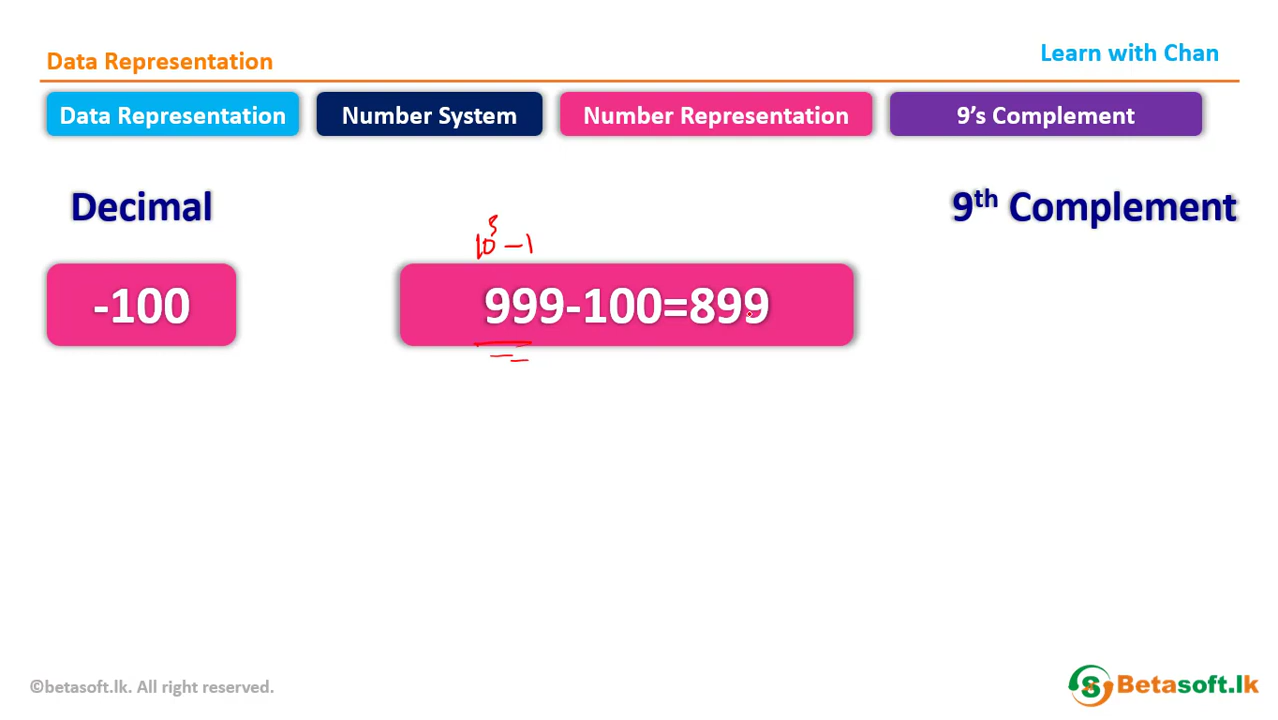 Data Representation
Learn with Chan
Data Representation Number System Number Representation 9's Complement
Decimal
9th Complement
10³ – 1
-100
999-100=899
©betasoft.lk. All right reserved.
Betasoft.lk